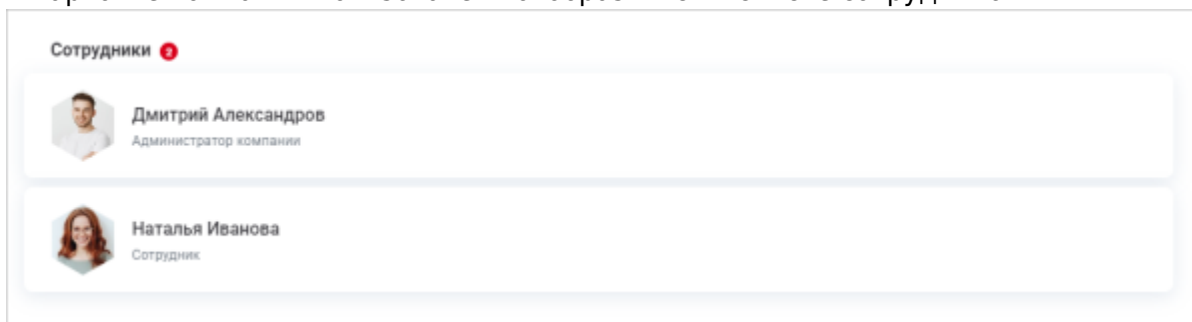 Сотрудники 2
Дмитрий Александров
Администратор компании
Наталья Иванова
Сотрудник